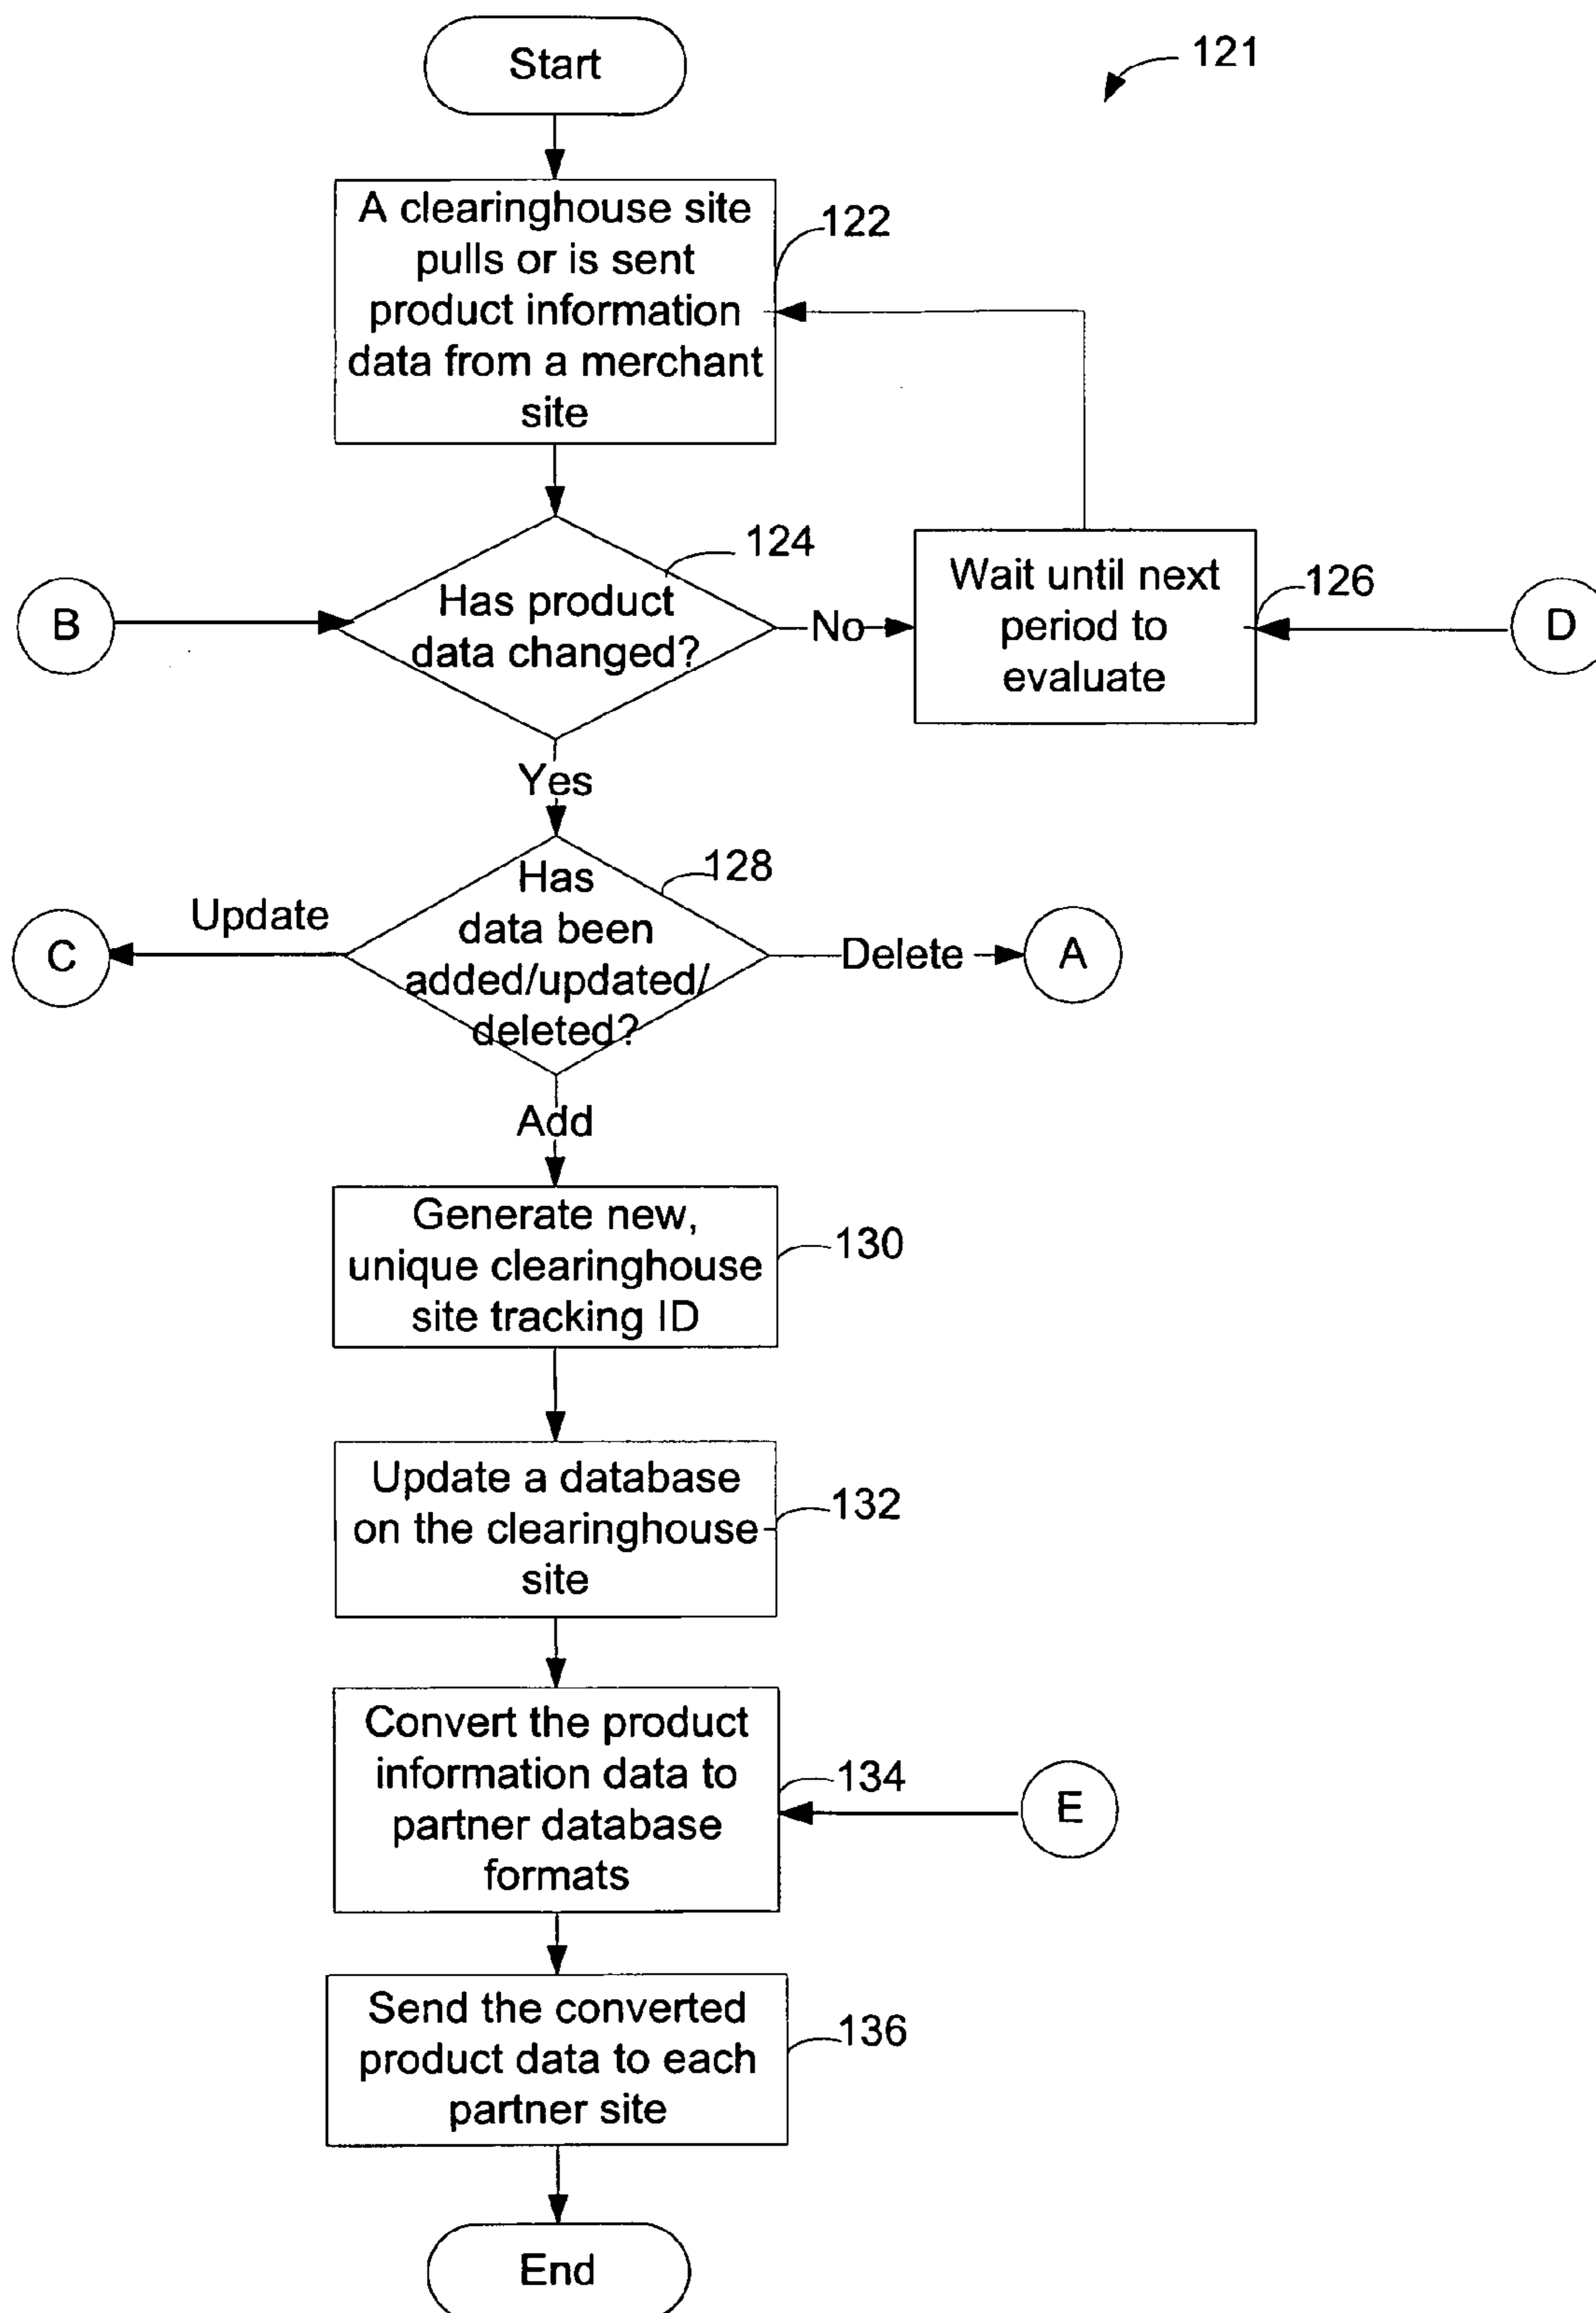 Start
121
A clearinghouse site
pulls or is sent
product information
data from a merchant
site
122
124
Has product
data changed?
B
No
Wait until next
period to
evaluate
126
D
Yes
128
Has
data been
added/updated/
deleted?
Update
C
Delete
A
Add
Generate new,
unique clearinghouse
site tracking ID
130
Update a database
on the clearinghouse
site
132
Convert the product
information data to
partner database
formats
134
E
Send the converted
product data to each
partner site
136
End